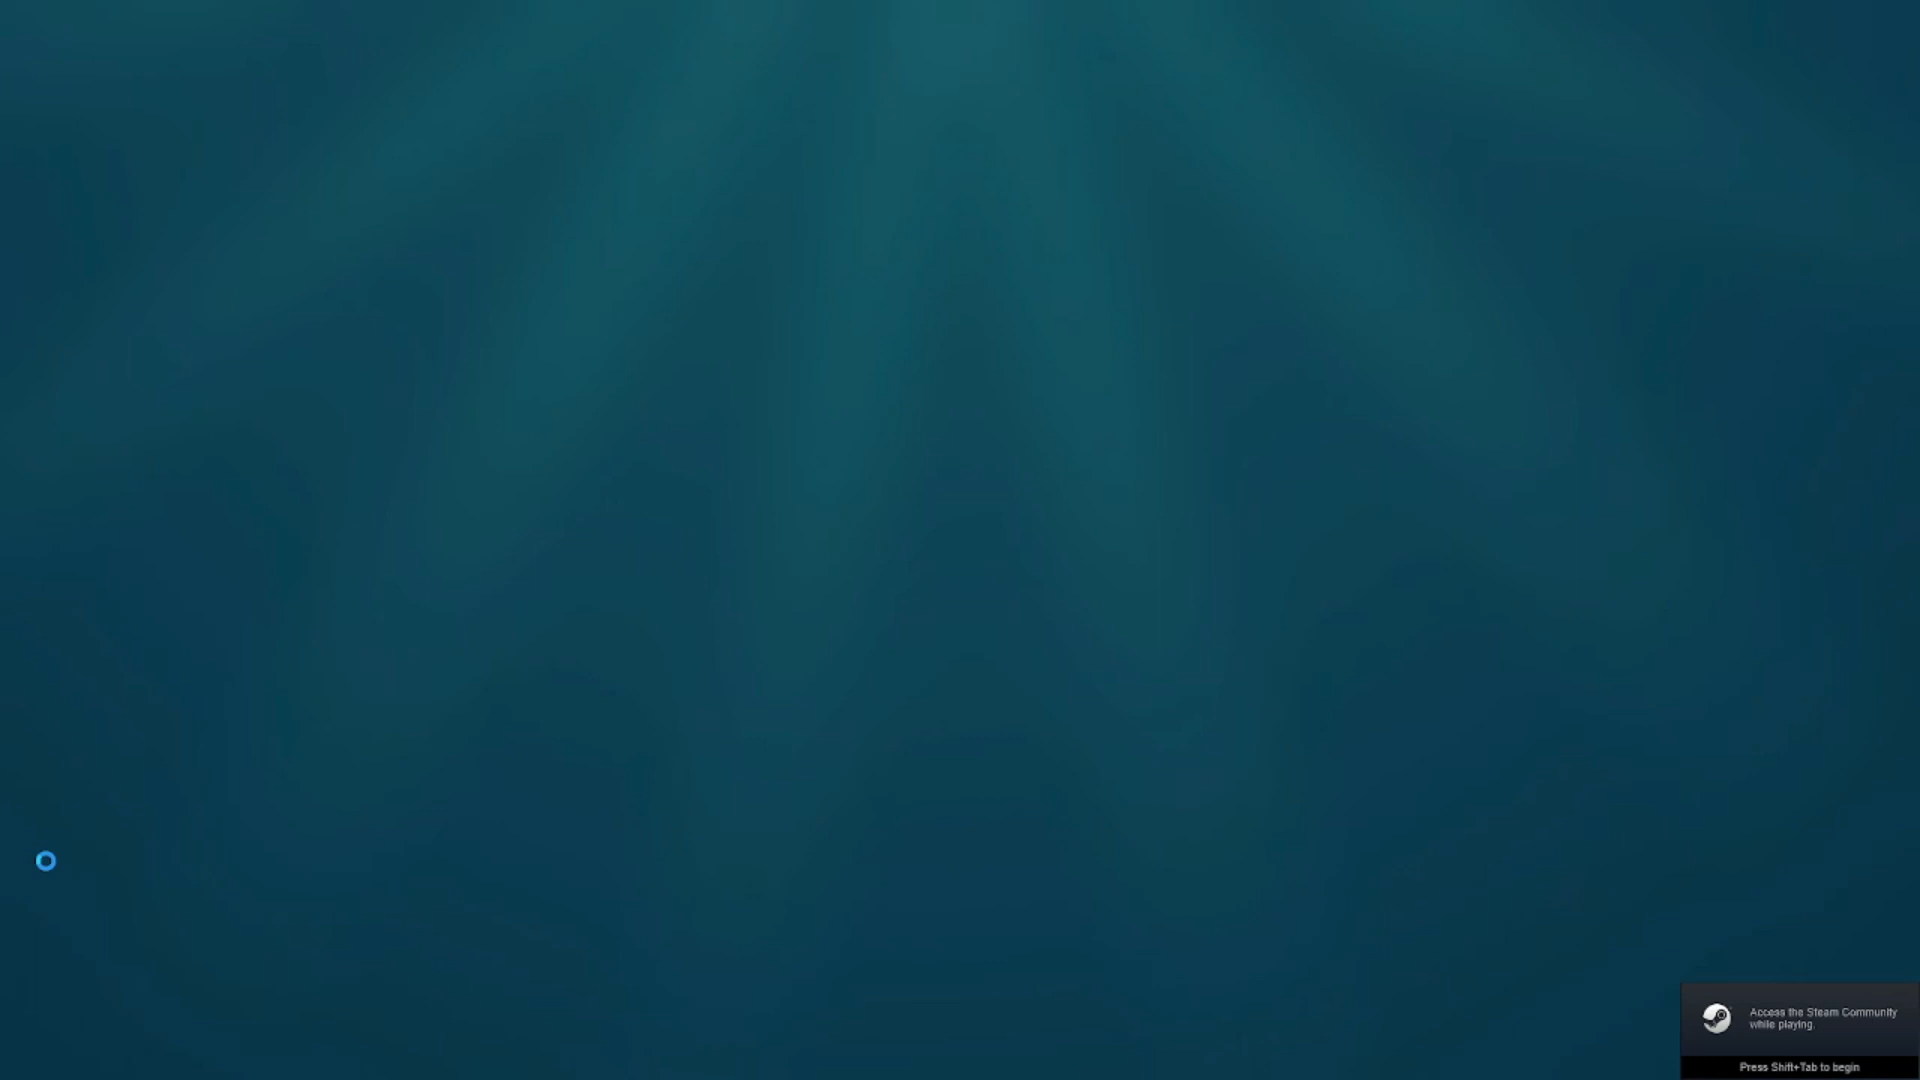 Access the Steam Community
while playing.
Press Shift+Tab to begin